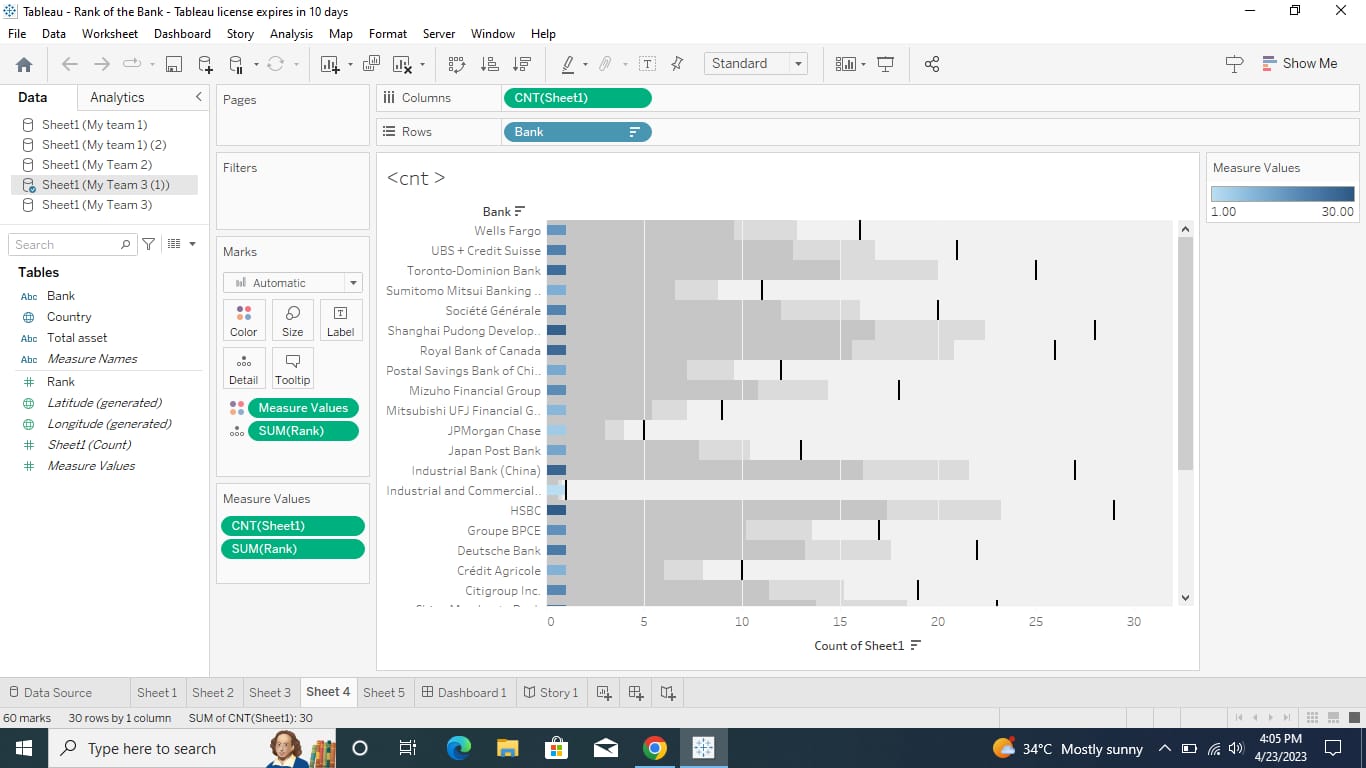 Tableau - Rank of the Bank - Tableau license expires in 10 days
File Data Worksheet Dashboard Story Analysis Map Format Server Window Help
Standard
Show Me
Data Analytics
Sheet1 (My team 1)
Sheet1 (My team 1) (2)
Sheet1 (My Team 2)
Sheet1 (My Team 3 (1))
Sheet1 (My Team 3)
Search
Tables
Abc Bank
Country
Abc Total asset
Abc Measure Names
# Rank
Latitude (generated)
Longitude (generated)
# Sheet1 (Count)
# Measure Values
Pages
Filters
Marks
Automatic
Color Size Label
Detail Tooltip
Measure Values
SUM(Rank)
Measure Values
CNT(Sheet1)
SUM(Rank)
Columns CNT(Sheet1)
Rows Bank
<cnt >
Bank
Wells Fargo
UBS + Credit Suisse
Toronto-Dominion Bank
Sumitomo Mitsui Banking ..
Société Générale
Shanghai Pudong Develop..
Royal Bank of Canada
Postal Savings Bank of Chi..
Mizuho Financial Group
Mitsubishi UFJ Financial G..
JPMorgan Chase
Japan Post Bank
Industrial Bank (China)
Industrial and Commercial..
HSBC
Groupe BPCE
Deutsche Bank
Crédit Agricole
Citigroup Inc.
0 5 10 15 20 25 30
Count of Sheet1
Measure Values
1.00 30.00
Data Source Sheet 1 Sheet 2 Sheet 3 Sheet 4 Sheet 5 Dashboard 1 Story 1
60 marks 30 rows by 1 column SUM of CNT(Sheet1): 30
Type here to search
34°C Mostly sunny
4:05 PM
4/23/2023